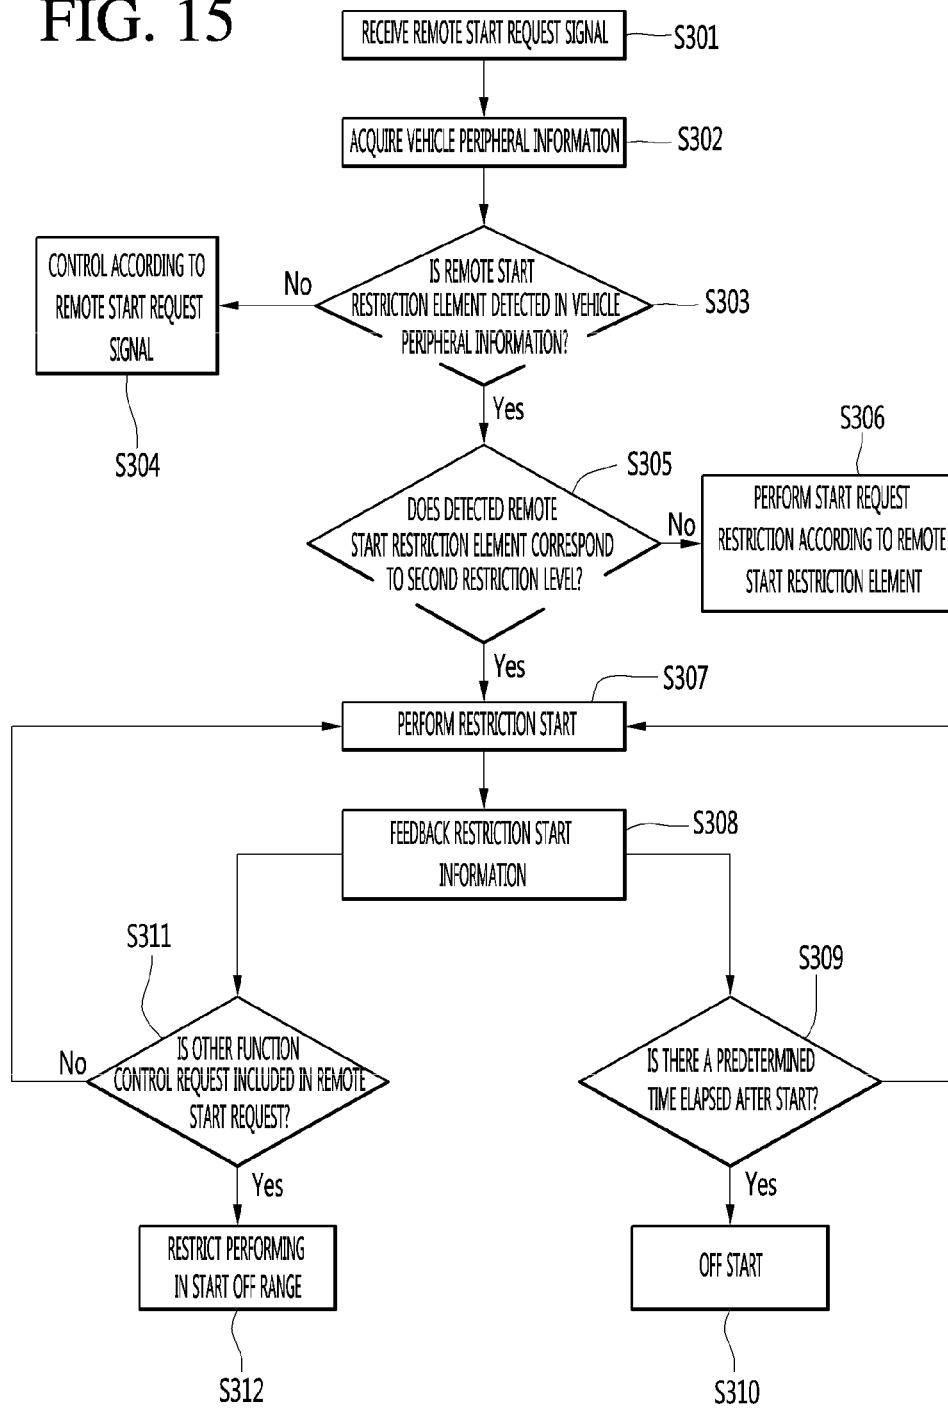 FIG. 15
RECEIVE REMOTE START REQUEST SIGNAL
S301
ACQUIRE VEHICLE PERIPHERAL INFORMATION
S302
IS REMOTE START
RESTRICTION ELEMENT DETECTED IN VEHICLE
PERIPHERAL INFORMATION?
S303
No
CONTROL ACCORDING TO
REMOTE START REQUEST
SIGNAL
S304
Yes
DOES DETECTED REMOTE
START RESTRICTION ELEMENT CORRESPOND
TO SECOND RESTRICTION LEVEL?
S305
No
PERFORM START REQUEST
RESTRICTION ACCORDING TO REMOTE
START RESTRICTION ELEMENT
S306
Yes
PERFORM RESTRICTION START
S307
FEEDBACK RESTRICTION START
INFORMATION
S308
S311
IS OTHER FUNCTION
CONTROL REQUEST INCLUDED IN REMOTE
START REQUEST?
No
Yes
RESTRICT PERFORMING
IN START OFF RANGE
S312
S309
IS THERE A PREDETERMINED
TIME ELAPSED AFTER START?
Yes
OFF START
S310